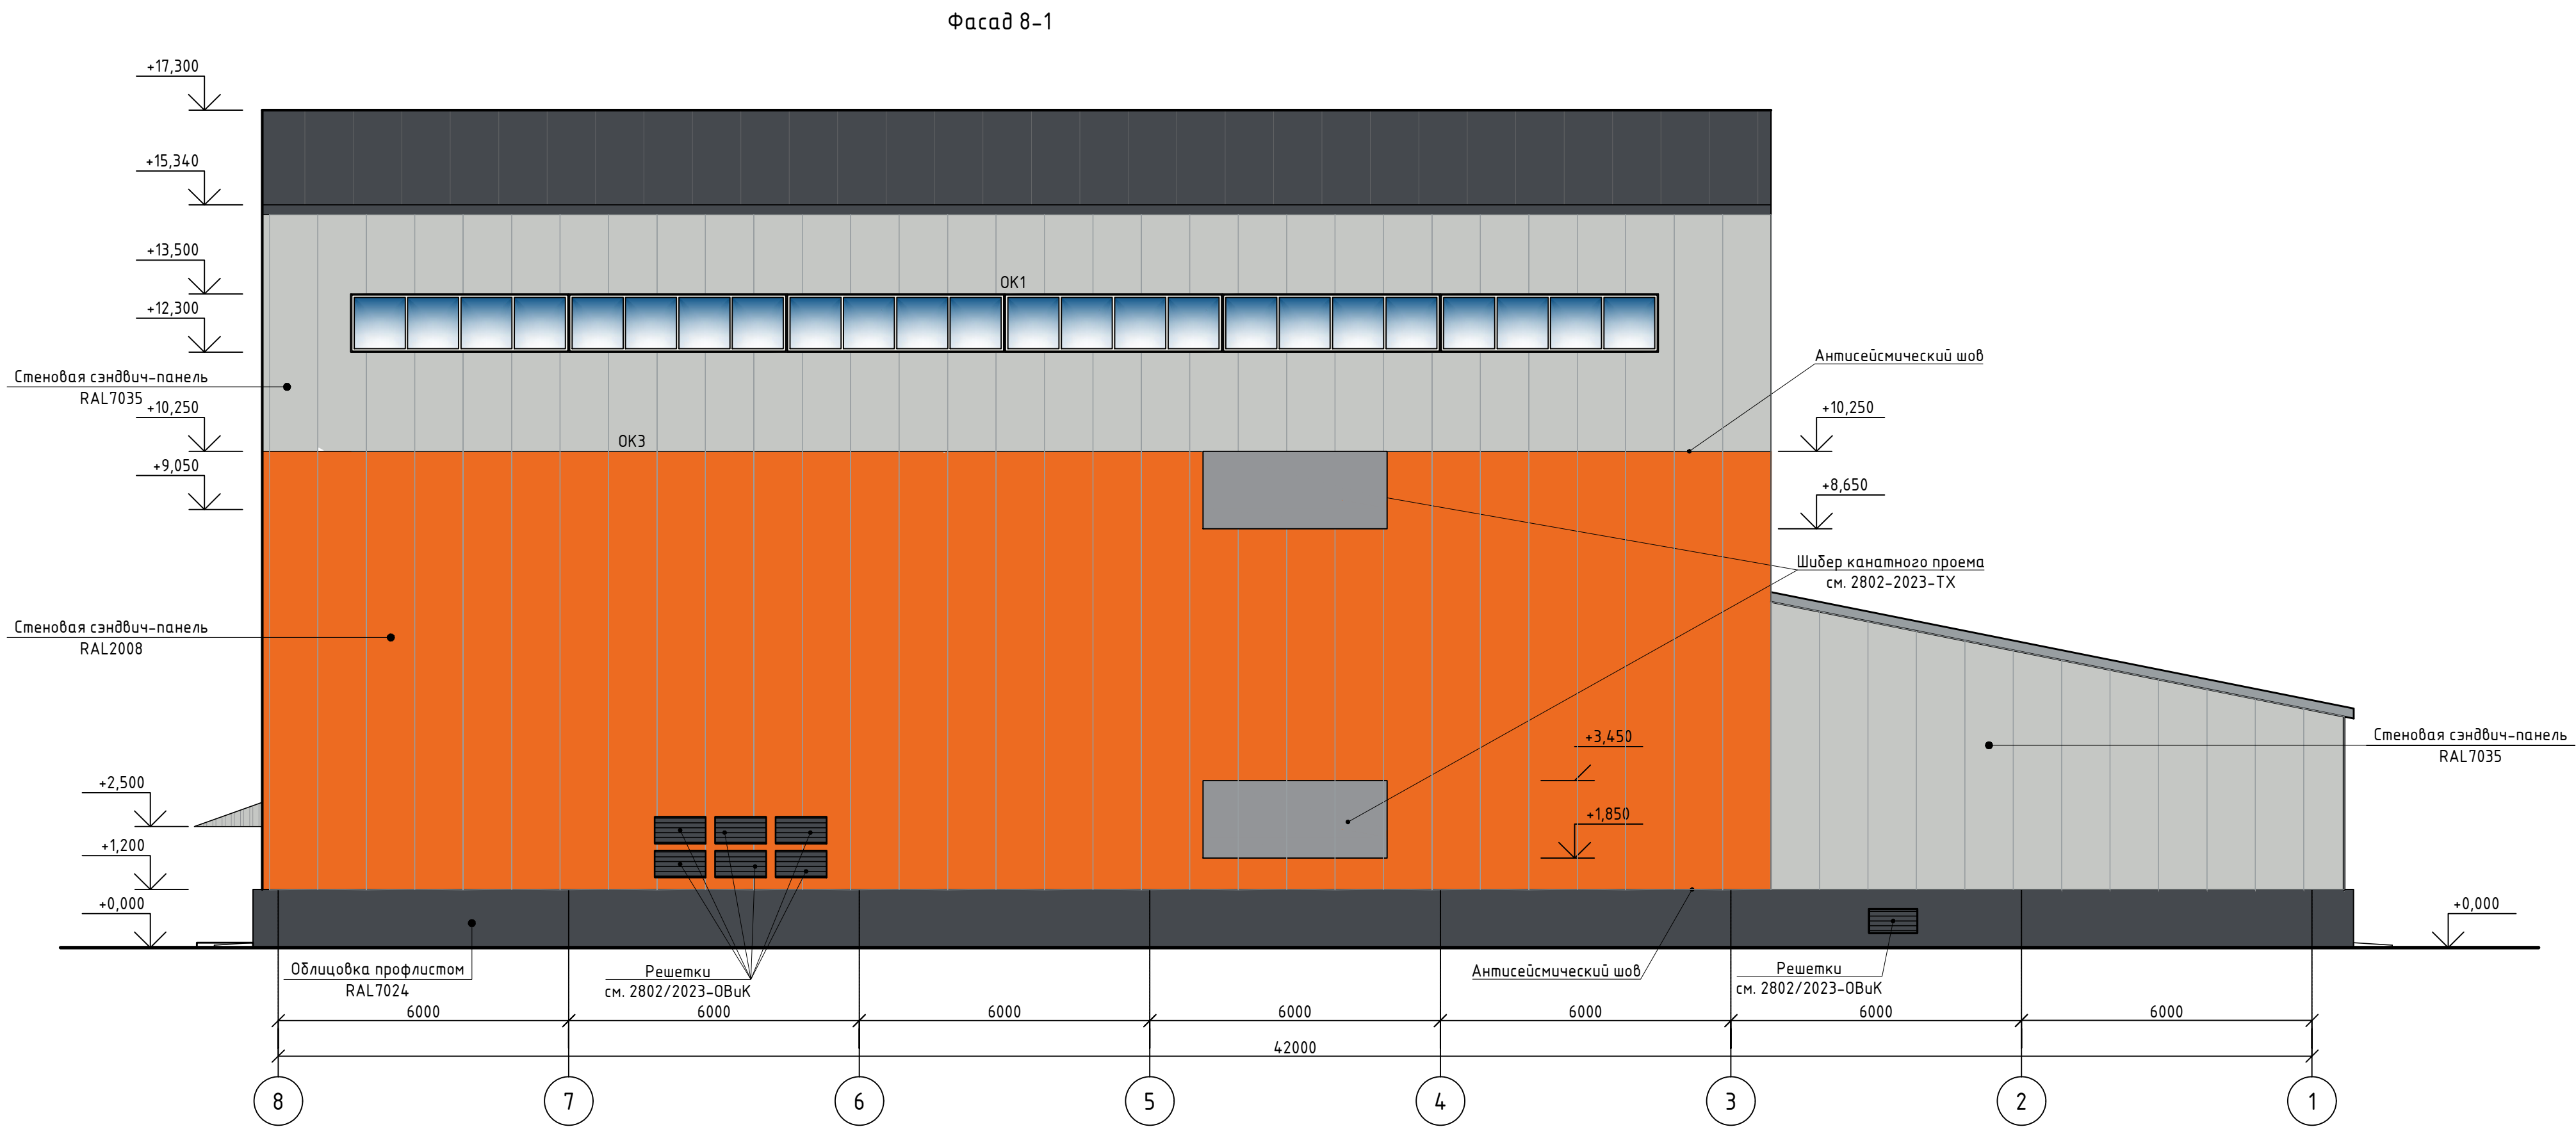 Фасад 8-1
+17,300
+15,340
+13,500
ОК1
+12,300
Антисейсмический шов
Стеновая сэндвич-панель
RAL7035
+10,250
+10,250
ОК3
+9,050
+8,650
Шибер канатного проема
см. 2802-2023-ТХ
Стеновая сэндвич-панель
RAL2008
+3,450
Стеновая сэндвич-панель
RAL7035
+2,500
+1,850
+1,200
+0,000
+0,000
Облицовка профлистом
RAL7024
Решетки
см. 2802/2023-ОВиК
Антисейсмический шов
Решетки
см. 2802/2023-ОВиК
6000 6000 6000 6000 6000 6000 6000
42000
8 7 6 5 4 3 2 1